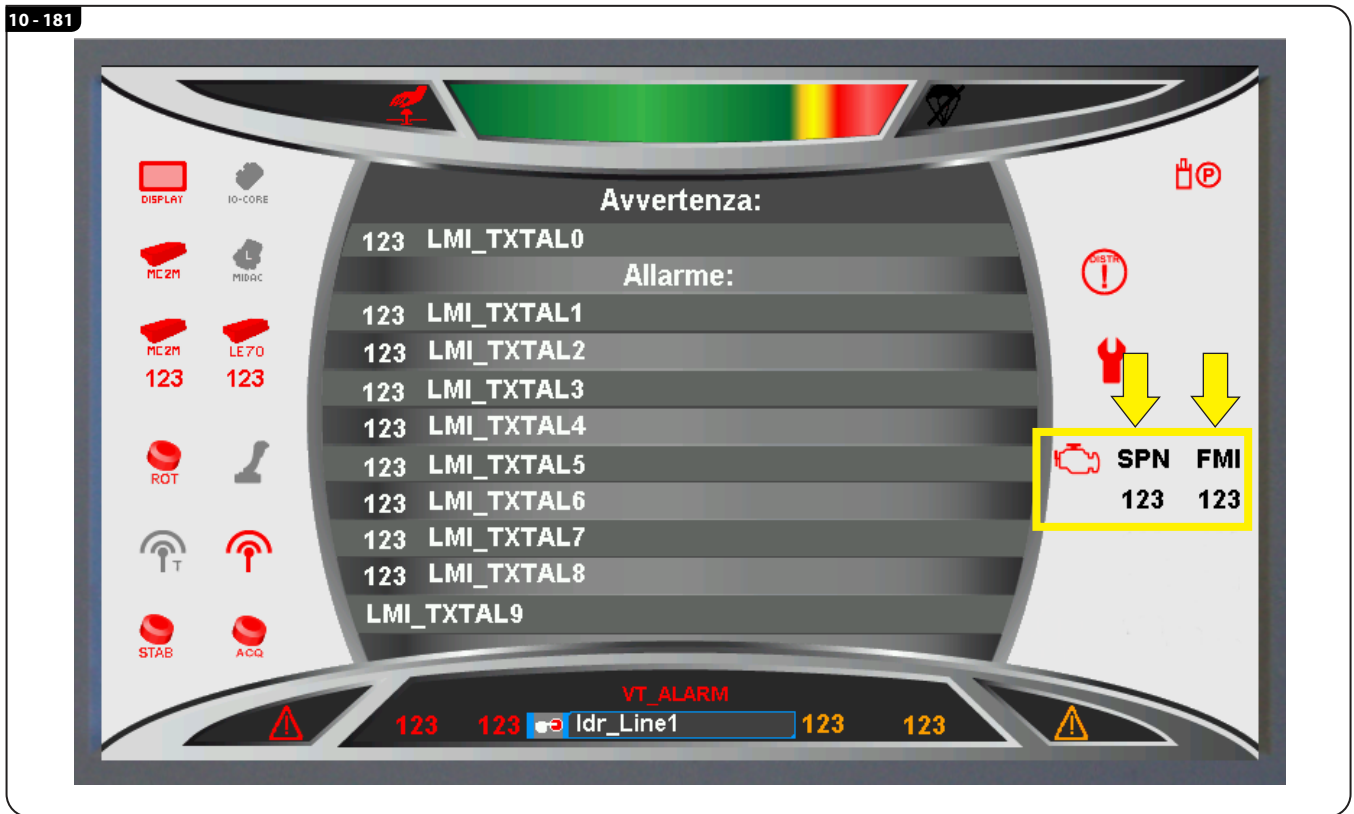 10 - 181
Avvertenza:
123 LMI_TXTAL0
Allarme:
123 LMI_TXTAL1
123 LMI_TXTAL2
123 LMI_TXTAL3
123 LMI_TXTAL4
123 LMI_TXTAL5
123 LMI_TXTAL6
123 LMI_TXTAL7
123 LMI_TXTAL8
LMI_TXTAL9
DISPLAY IO-CORE
MC2M L MIDAC
MC2M LE70
123 123
ROT
T
STAB ACQ
P
DISTR
!
SPN FMI
123 123
VT_ALARM
123 123 Idr_Line1 123 123